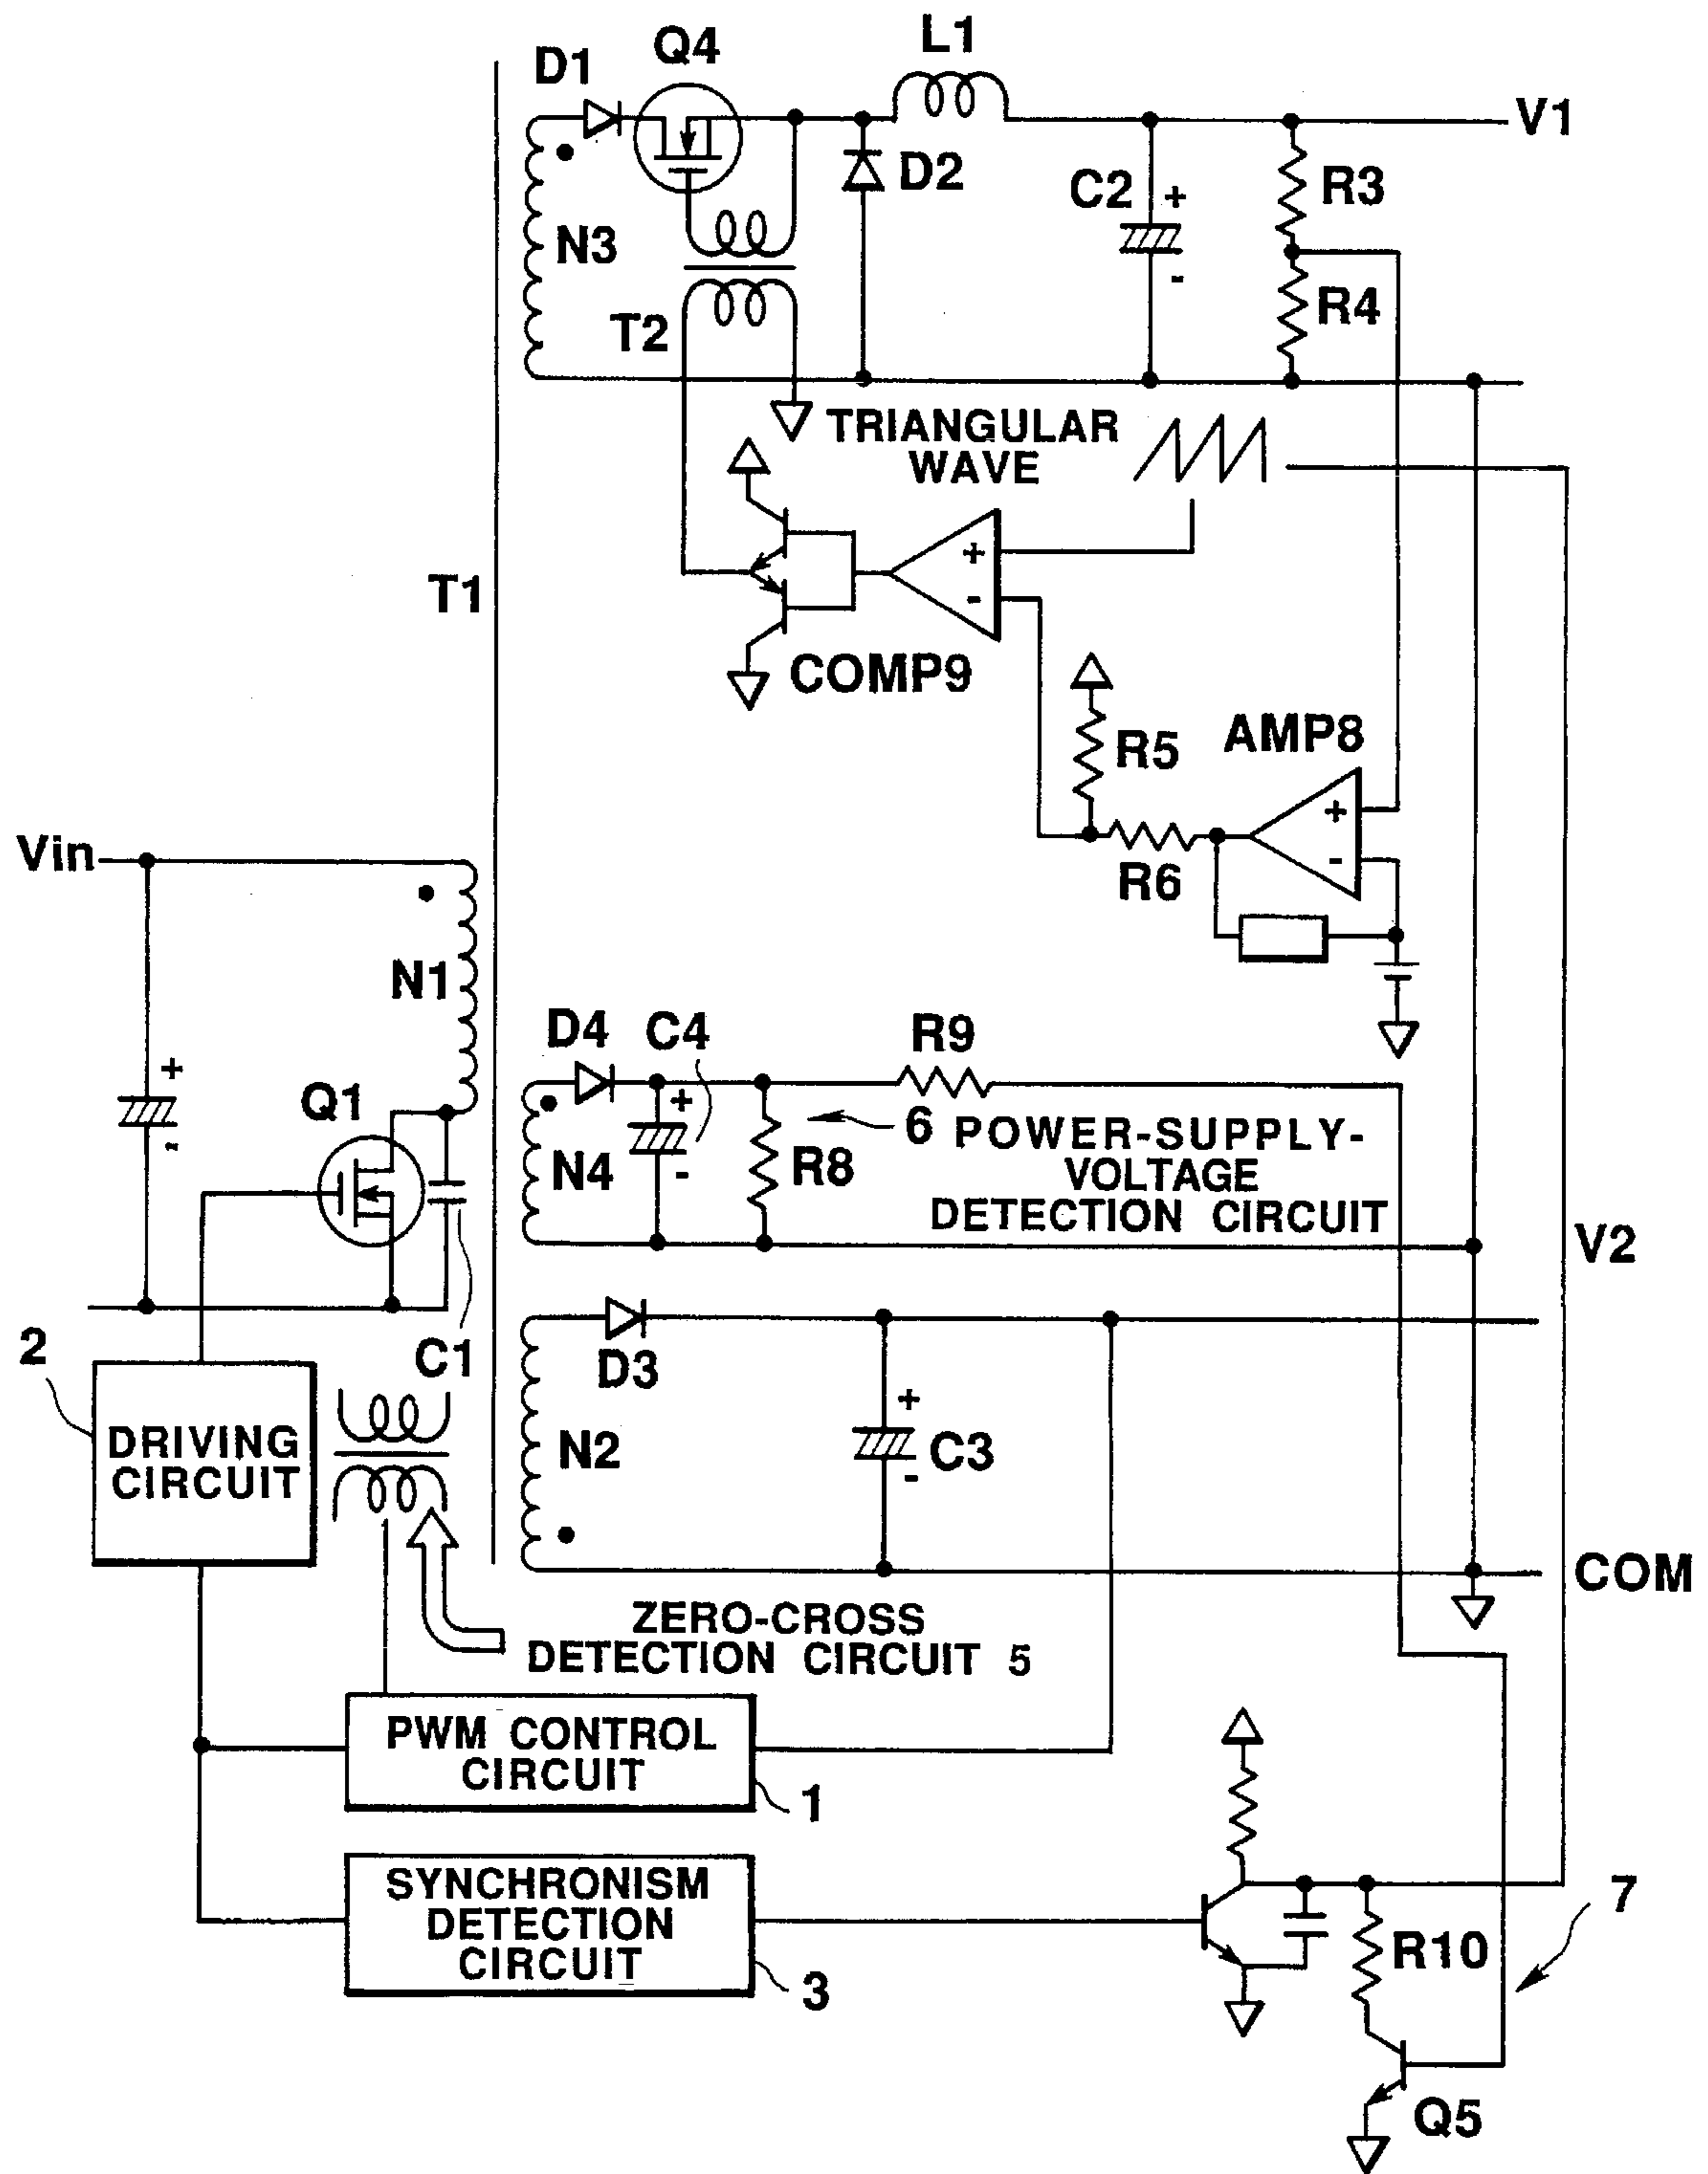 L1
Q4
D1
V1
D2
C2
+
-
R3
N3
R4
T2
TRIANGULAR
WAVE
+
-
T1
COMP9
R5
AMP8
+
-
R6
Vin
N1
+
-
Q1
D4
C4
R9
+
-
6
POWER-SUPPLY-
VOLTAGE
DETECTION CIRCUIT
N4
R8
V2
2
C1
D3
DRIVING
CIRCUIT
N2
+
-
C3
COM
ZERO-CROSS
DETECTION CIRCUIT 5
PWM CONTROL
CIRCUIT
1
SYNCHRONISM
DETECTION
CIRCUIT
3
7
R10
Q5